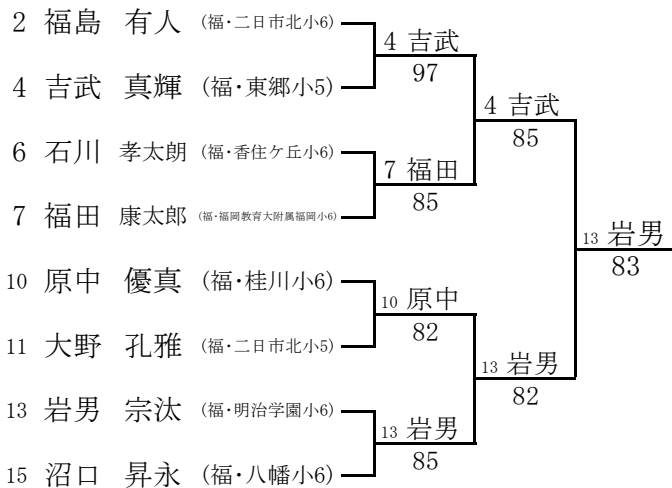 2 福島 有人 (福・二日市北小6)
4 吉武 真輝 (福・東郷小5)
6 石川 孝太朗 (福・香住ケ丘小6)
7 福田 康太郎 (福・福岡教育大附属福岡小6)
10 原中 優真 (福・桂川小6)
11 大野 孔雅 (福・二日市北小5)
13 岩男 宗汰 (福・明治学園小6)
15 沼口 昇永 (福・八幡小6)
4 吉武
97
7 福田
85
10 原中
82
13 岩男
85
4 吉武
85
13 岩男
82
13 岩男
83